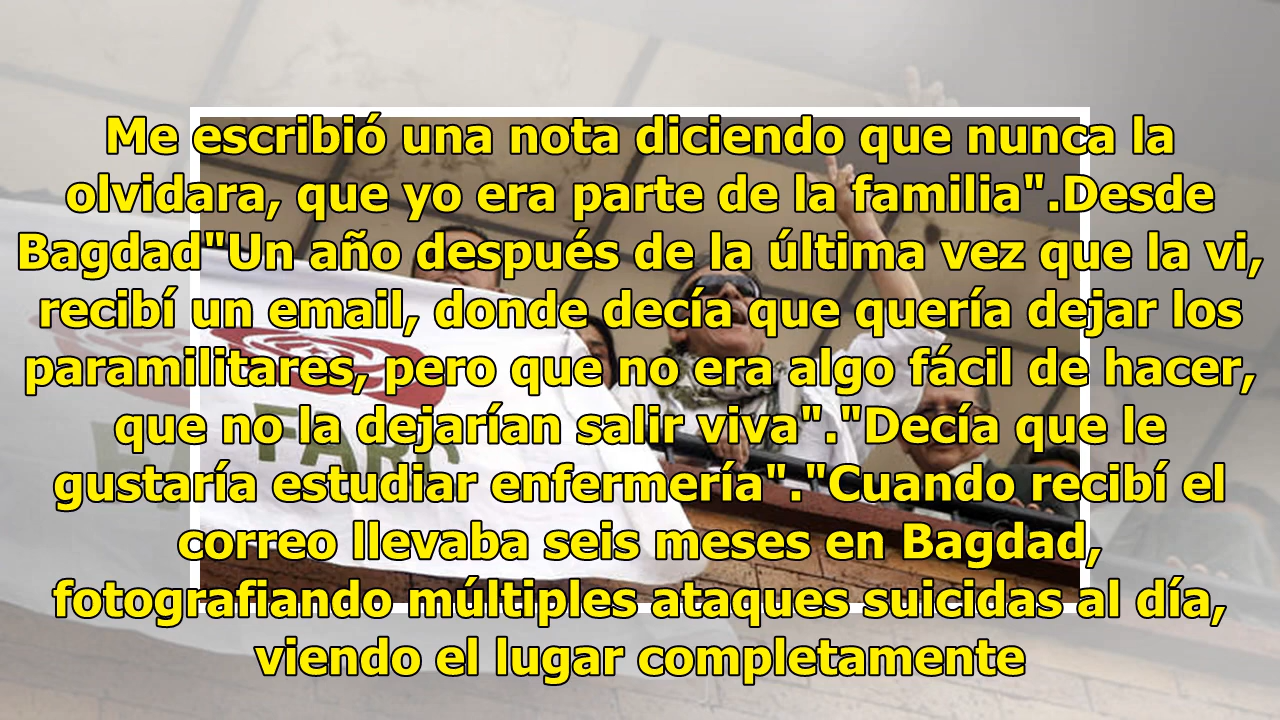 Me escribió una nota diciendo que nunca la
olvidara, que yo era parte de la familia".Desde
Bagdad"Un año después de la última vez que la vi,
recibí un email, donde decía que quería dejar los
paramilitares, pero que no era algo fácil de hacer,
que no la dejarían salir viva"."Decía que le
gustaría estudiar enfermería"."Cuando recibí el
correo llevaba seis meses en Bagdad,
fotografiando múltiples ataques suicidas al día,
viendo el lugar completamente
FARC